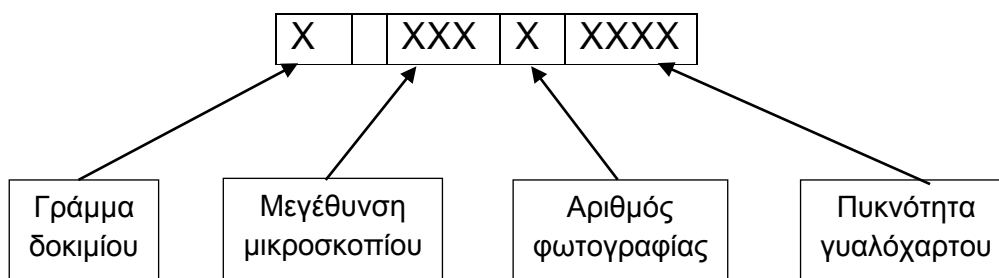 X XXX X XXXX
Γράμμα
δοκιμίου
Μεγέθυνση
μικροσκοπίου
Αριθμός
φωτογραφίας
Πυκνότητα
γυαλόχαρτου